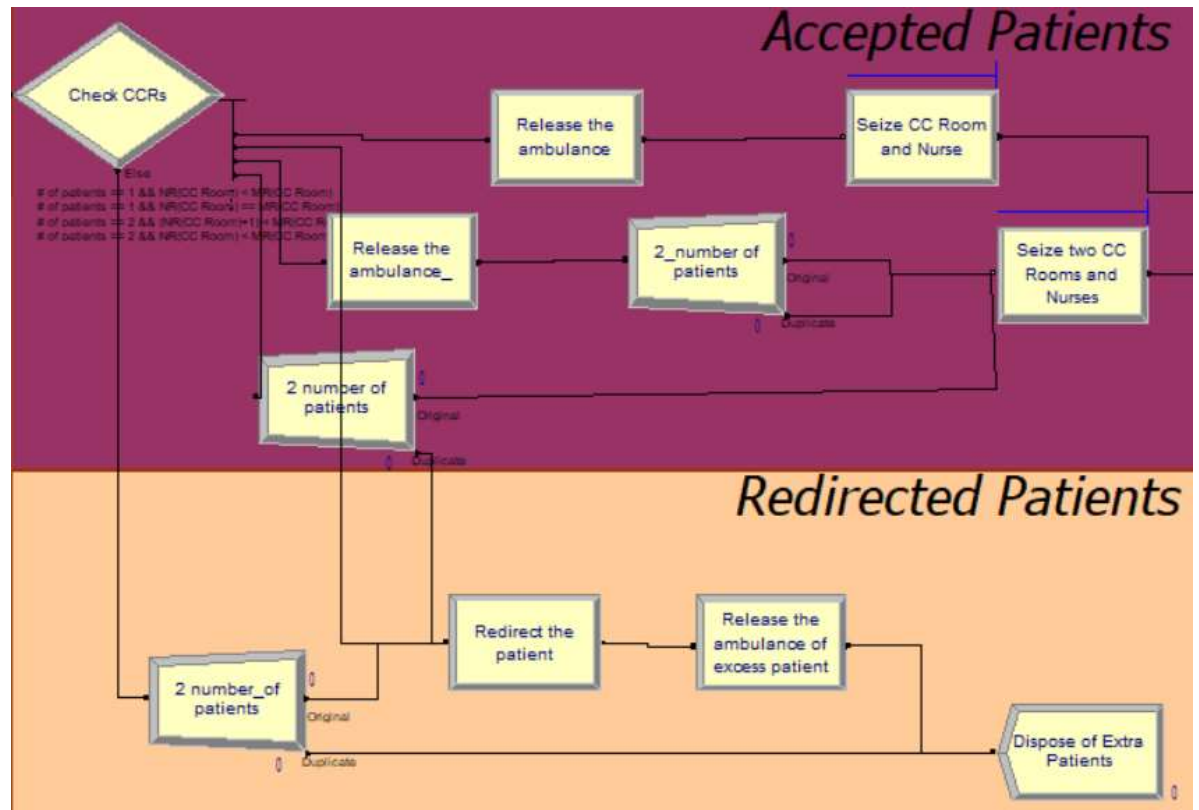 Accepted Patients
Check CCRs
Release the
ambulance
Seize CC Room
and Nurse
Else
# of patients == 1 && NR(CC Room) < MR(CC Room)
# of patients == 1 && NR(CC Room) == MR(CC Room)
# of patients == 2 && (NR(CC Room)+1) < MR(CC Ro
# of patients == 2 && NR(CC Room) < MR(CC Room
Release the
ambulance_
2_number of
patients
0
Original
0
Duplicate
Seize two CC
Rooms and
Nurses
2 number of
patients
0
Original
0
Duplicate
Redirected Patients
Redirect the
patient
Release the
ambulance of
excess patient
2 number_of
patients
0
Original
0
Duplicate
Dispose of Extra
Patients
0